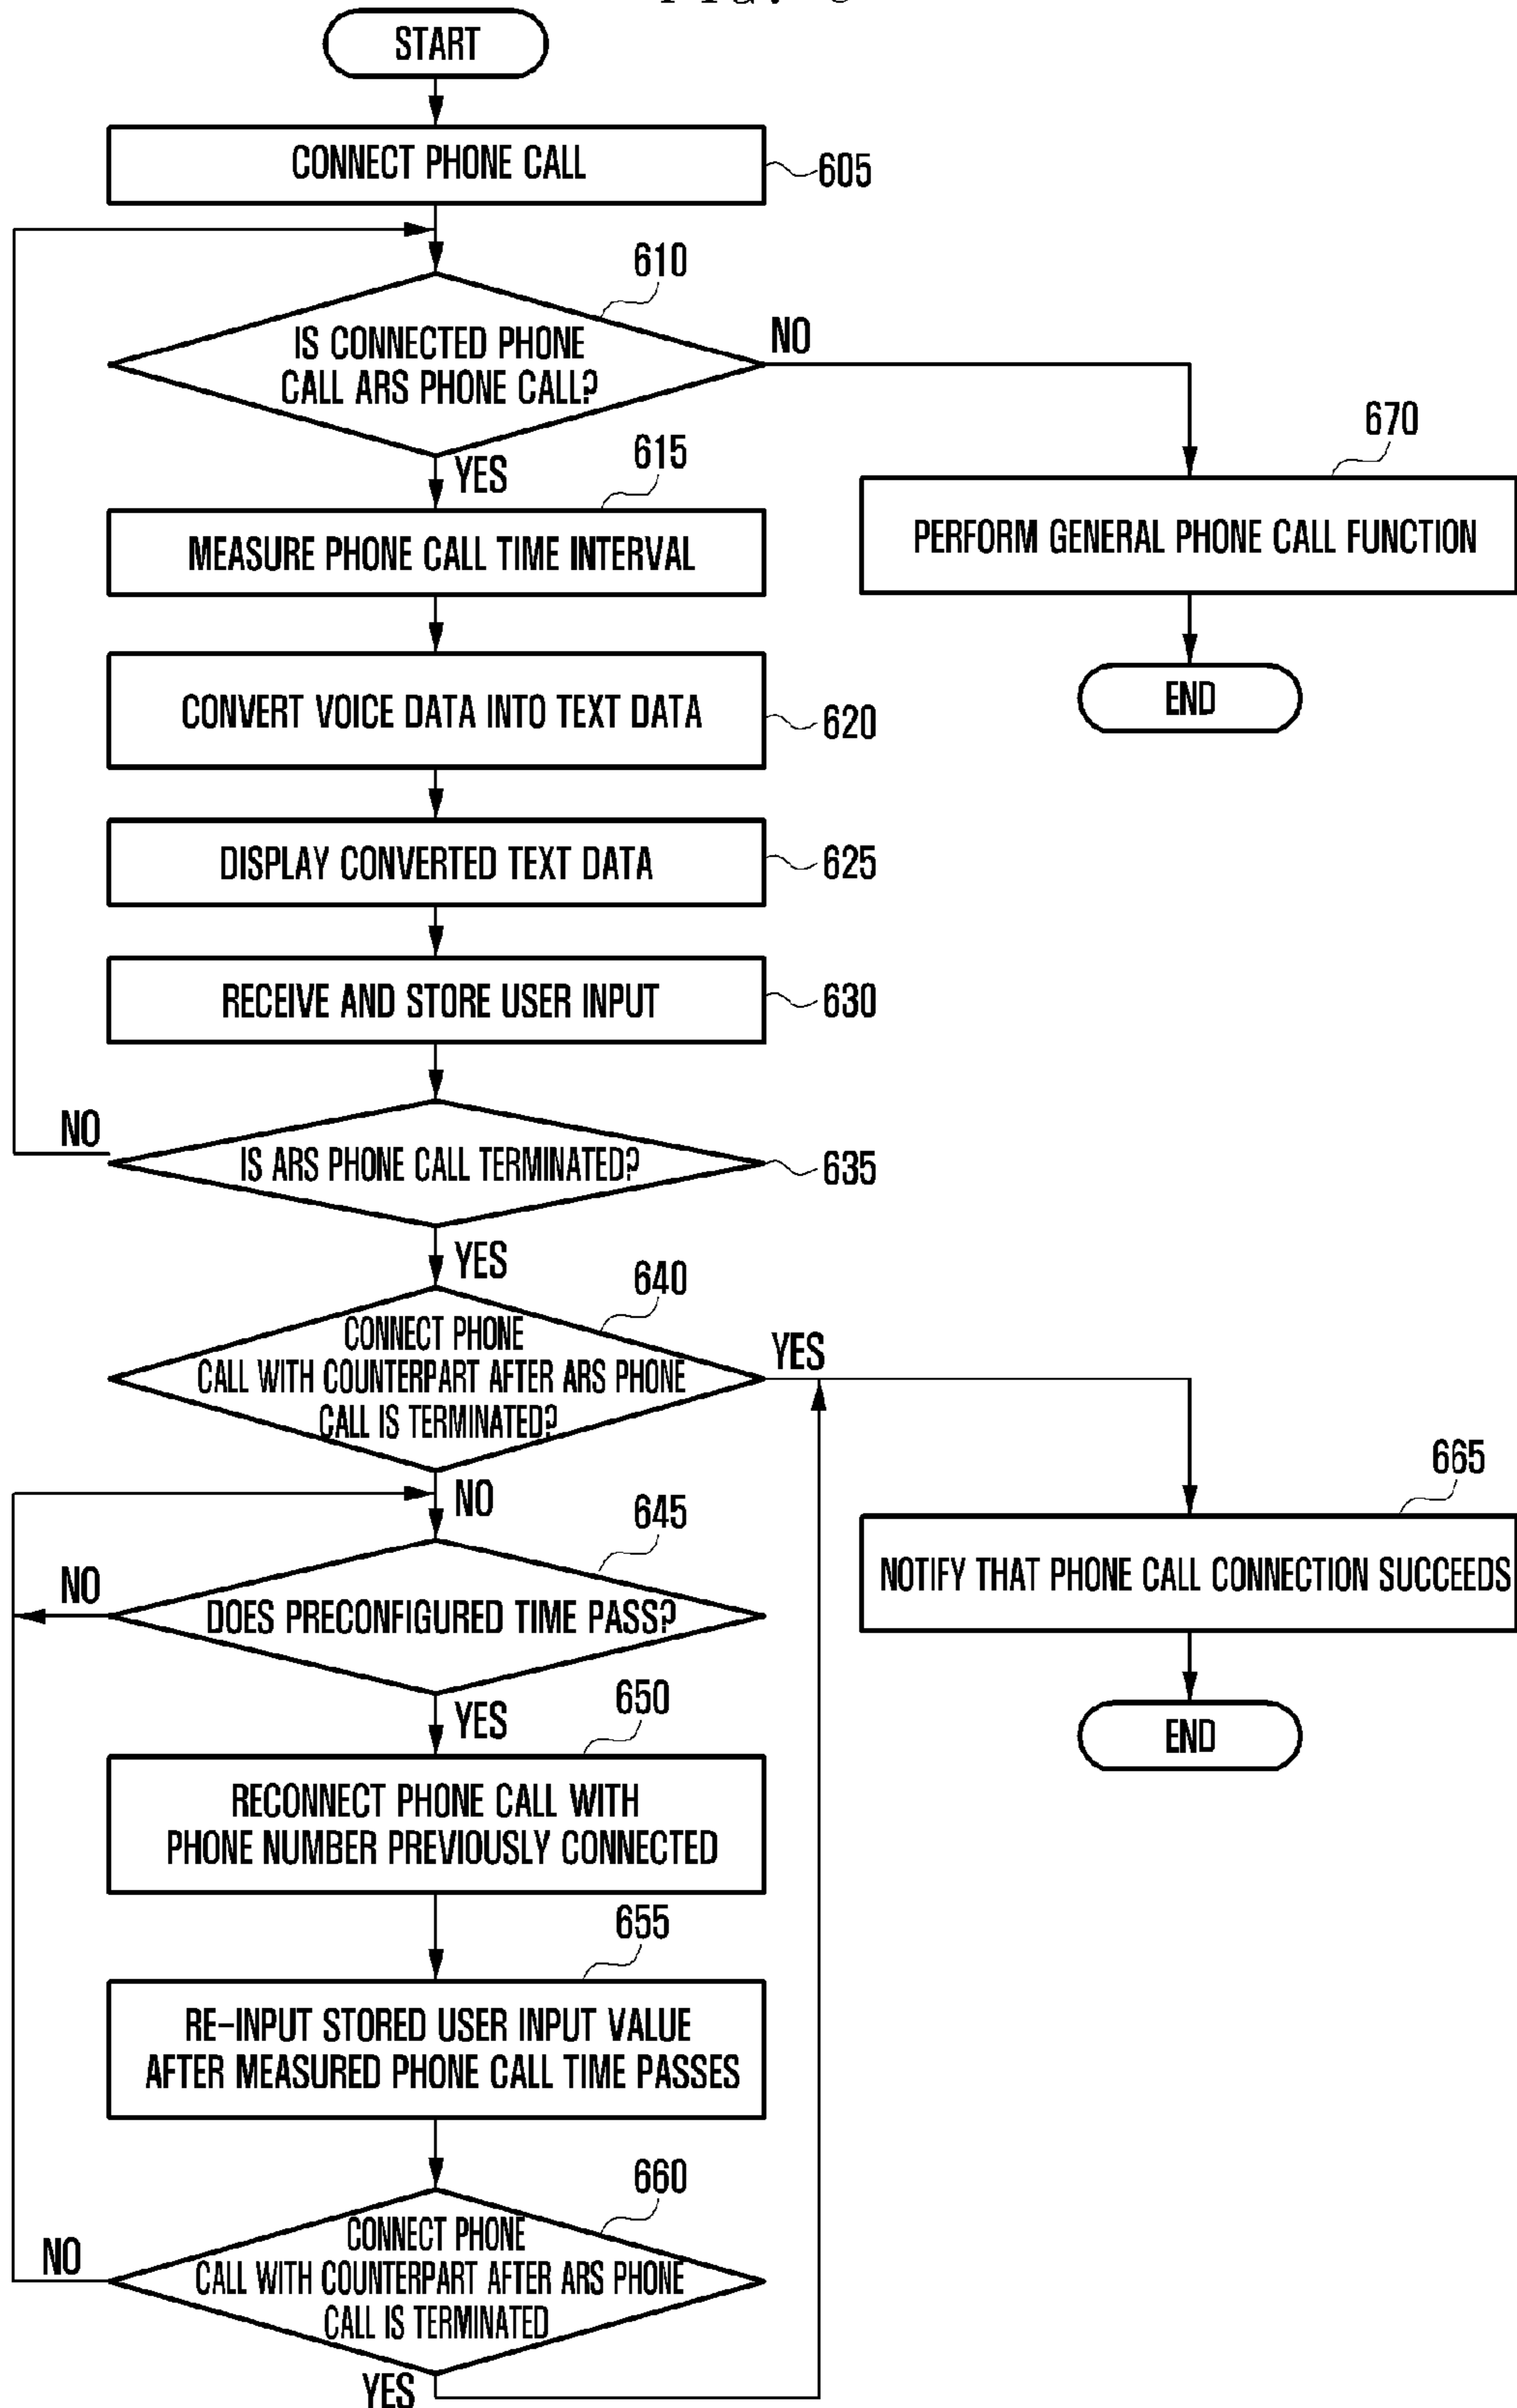 START
CONNECT PHONE CALL
605
610
IS CONNECTED PHONE
CALL ARS PHONE CALL?
NO
YES
615
670
MEASURE PHONE CALL TIME INTERVAL
PERFORM GENERAL PHONE CALL FUNCTION
END
CONVERT VOICE DATA INTO TEXT DATA
620
DISPLAY CONVERTED TEXT DATA
625
RECEIVE AND STORE USER INPUT
630
NO
IS ARS PHONE CALL TERMINATED?
635
YES
640
CONNECT PHONE
CALL WITH COUNTERPART AFTER ARS PHONE
CALL IS TERMINATED?
YES
NO
665
NOTIFY THAT PHONE CALL CONNECTION SUCCEEDS
END
645
NO
DOES PRECONFIGURED TIME PASS?
YES
650
RECONNECT PHONE CALL WITH
PHONE NUMBER PREVIOUSLY CONNECTED
655
RE-INPUT STORED USER INPUT VALUE
AFTER MEASURED PHONE CALL TIME PASSES
660
CONNECT PHONE
CALL WITH COUNTERPART AFTER ARS PHONE
CALL IS TERMINATED
NO
YES